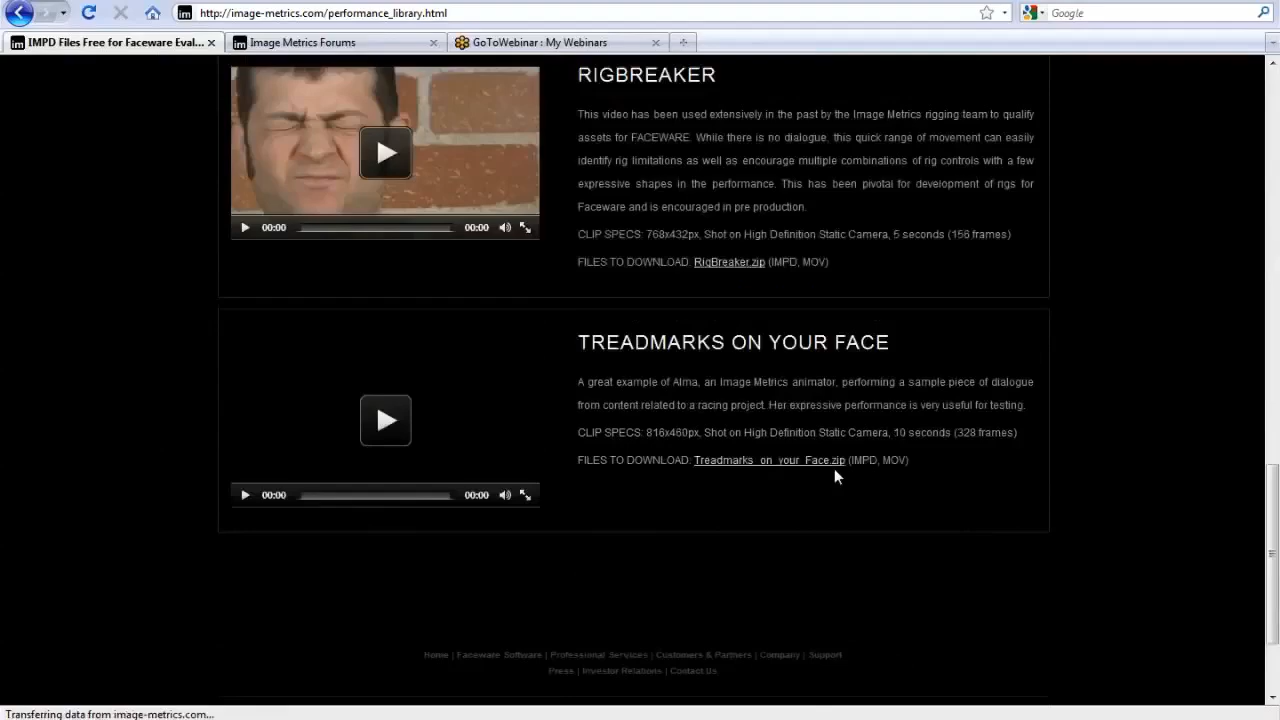 http://image-metrics.com/performance_library.html
Google
IMPD Files Free for Faceware Eval...
Image Metrics Forums
GoToWebinar : My Webinars
RIGBREAKER
This video has been used extensively in the past by the Image Metrics rigging team to qualify
assets for FACEWARE. While there is no dialogue, this quick range of movement can easily
identify rig limitations as well as encourage multiple combinations of rig controls with a few
expressive shapes in the performance. This has been pivotal for development of rigs for
Faceware and is encouraged in pre production.
CLIP SPECS: 768x432px, Shot on High Definition Static Camera, 5 seconds (156 frames)
FILES TO DOWNLOAD: RigBreaker.zip (IMPD, MOV)
00:00 00:00
TREADMARKS ON YOUR FACE
A great example of Alma, an Image Metrics animator, performing a sample piece of dialogue
from content related to a racing project. Her expressive performance is very useful for testing.
CLIP SPECS: 816x460px, Shot on High Definition Static Camera, 10 seconds (328 frames)
FILES TO DOWNLOAD: Treadmarks_on_your_Face.zip (IMPD, MOV)
00:00 00:00
Home | Faceware Software | Professional Services | Customers & Partners | Company | Support
Press | Investor Relations | Contact Us
Transferring data from image-metrics.com...